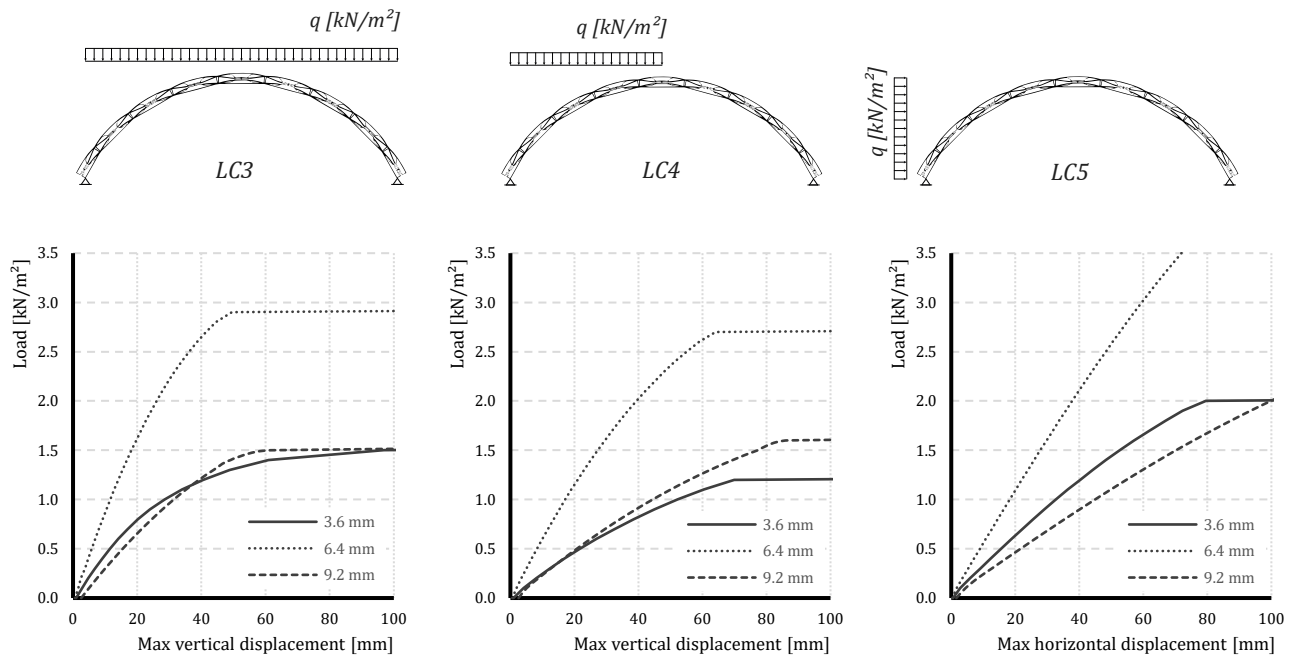 q [kN/m²]
LC3
q [kN/m²]
LC4
q [kN/m²]
LC5
Load [kN/m²]
3.5
3.0
2.5
2.0
1.5
1.0
0.5
0.0
3.6 mm
6.4 mm
9.2 mm
0 20 40 60 80 100
Max vertical displacement [mm]
Load [kN/m²]
3.5
3.0
2.5
2.0
1.5
1.0
0.5
0.0
3.6 mm
6.4 mm
9.2 mm
0 20 40 60 80 100
Max vertical displacement [mm]
Load [kN/m²]
3.5
3.0
2.5
2.0
1.5
1.0
0.5
0.0
3.6 mm
6.4 mm
9.2 mm
0 20 40 60 80 100
Max horizontal displacement [mm]